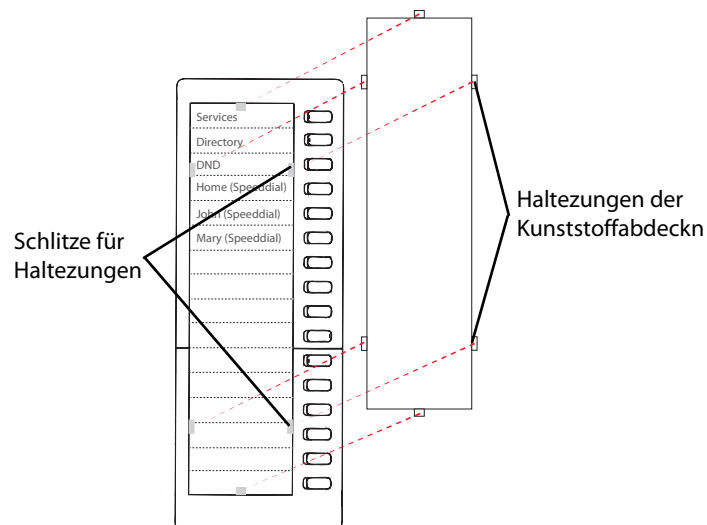 Services
Directory
DND
Home (Speeddial)
John (Speeddial)
Mary (Speeddial)
Schlitze für
Haltezungen
Haltezungen der
Kunststoffabdeckn